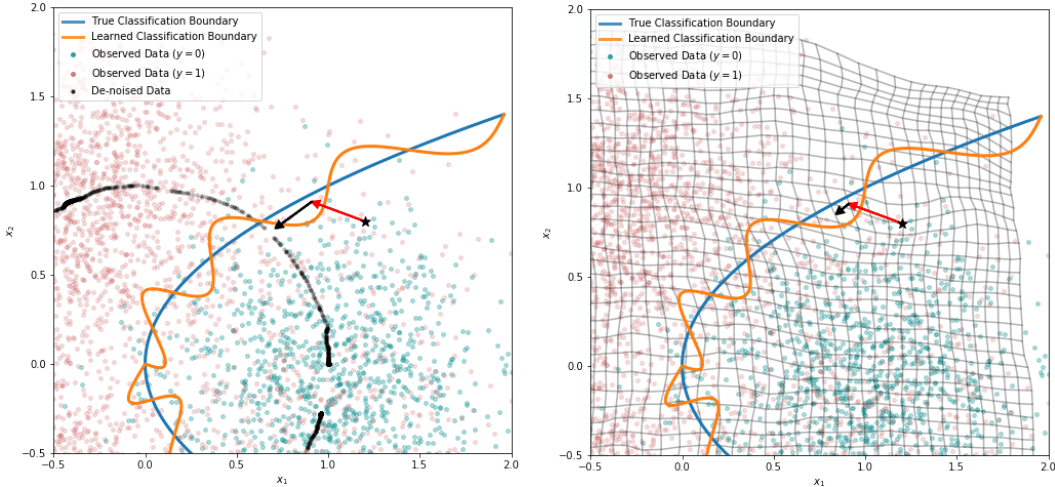 True Classification Boundary
Learned Classification Boundary
Observed Data (y = 0)
Observed Data (y = 1)
De-noised Data
2.0
1.5
1.0
0.5
0.0
−0.5
x₂
−0.5 0.0 0.5 1.0 1.5 2.0
x₁
True Classification Boundary
Learned Classification Boundary
Observed Data (y = 0)
Observed Data (y = 1)
2.0
1.5
1.0
0.5
0.0
−0.5
x₂
−0.5 0.0 0.5 1.0 1.5 2.0
x₁